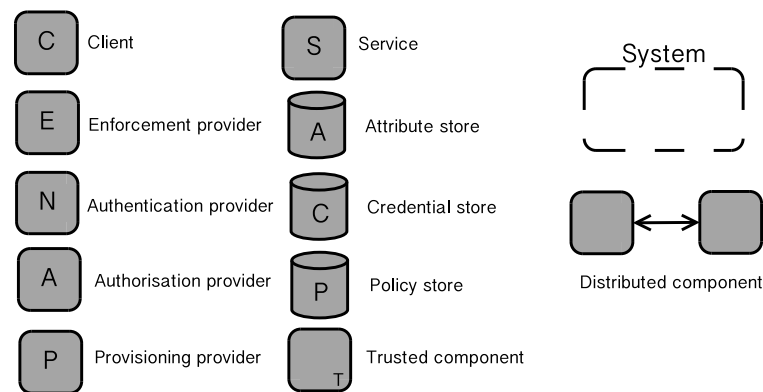 C Client
E Enforcement provider
N Authentication provider
A Authorisation provider
P Provisioning provider
S Service
A Attribute store
C Credential store
P Policy store
T Trusted component
System
Distributed component